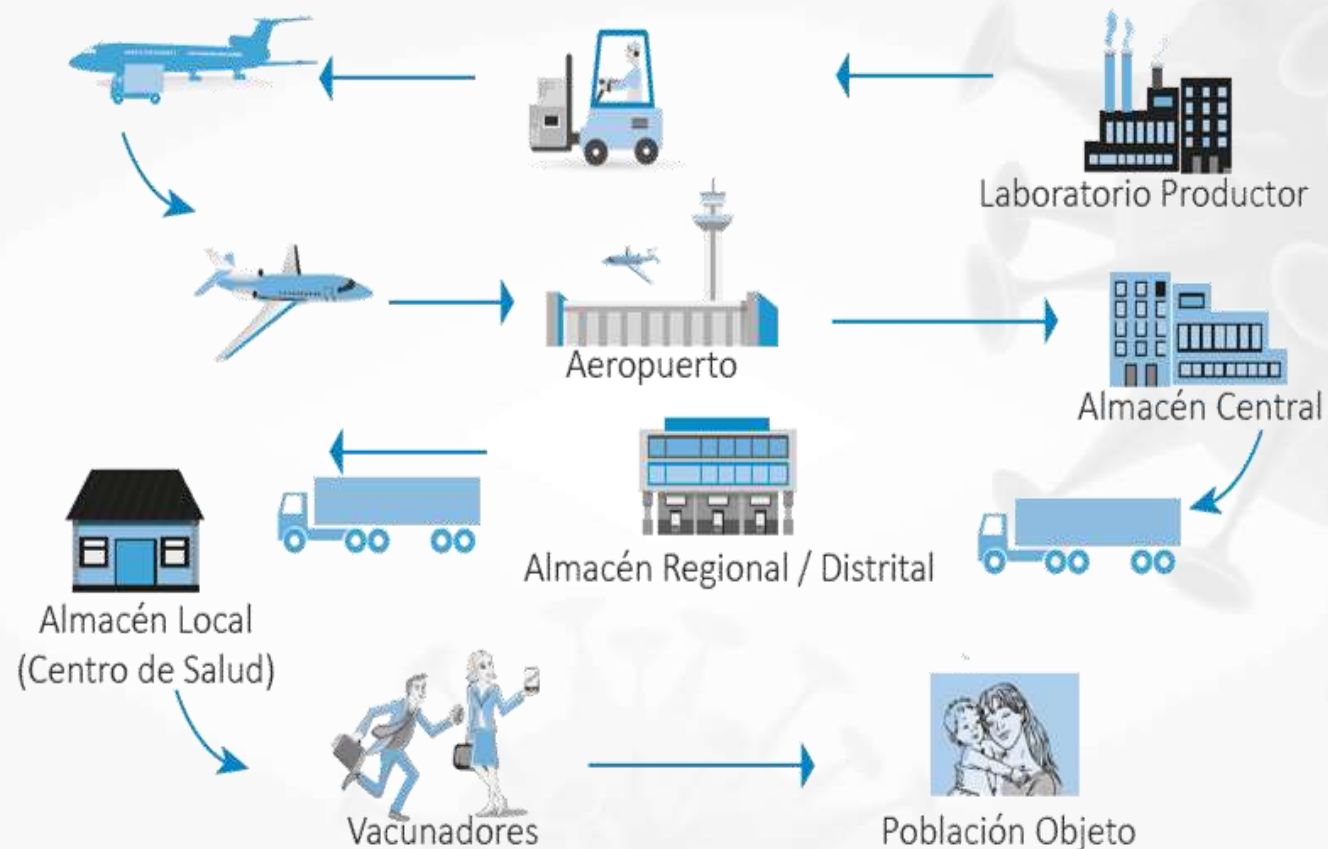 Laboratorio Productor
Aeropuerto
Almacén Central
Almacén Regional / Distrital
Almacén Local
(Centro de Salud)
Vacunadores
Población Objeto